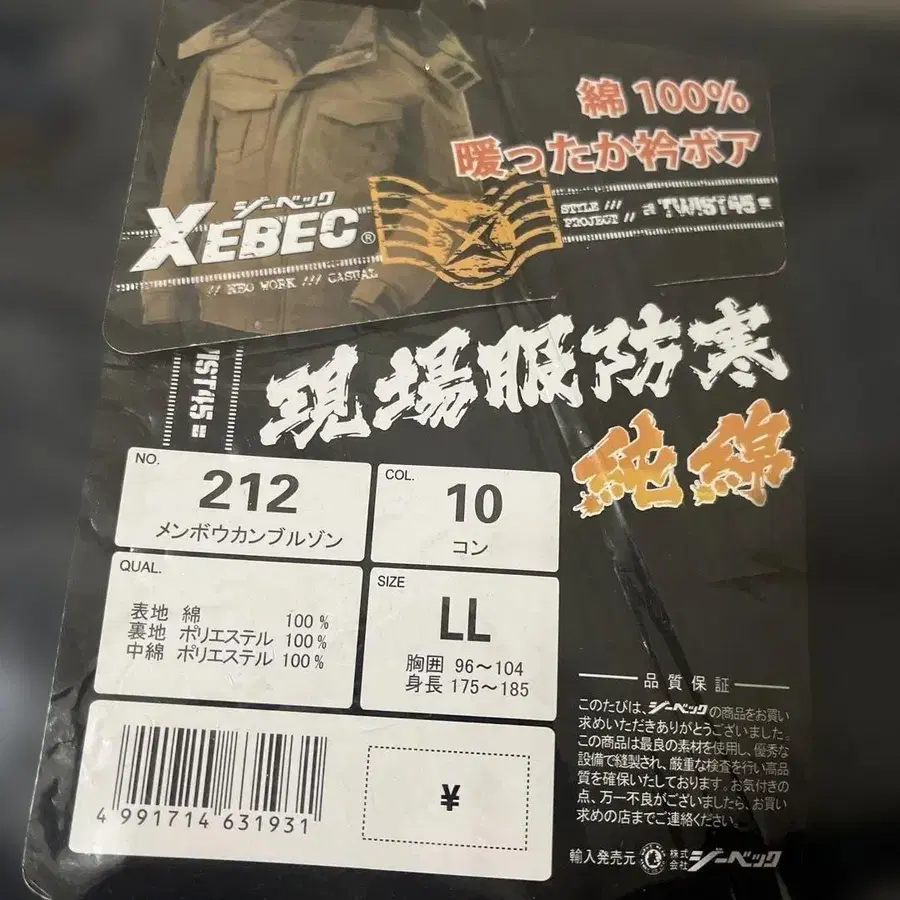 綿 100%
暖ったか衿ボア
ジーベック
XEBEC®
STYLE ///
PROJECT //
= TWIST45 =
// NEO WORK /// CASUAL
TWIST45 =
現場服防寒
純綿
NO.
212
メンボウカンブルゾン
COL.
10
コン
QUAL.
表地 綿 100%
裏地 ポリエステル 100%
中綿 ポリエステル 100%
SIZE
LL
胸囲 96〜104
身長 175〜185
4 991714 631931
¥
品質保証
このたびは、ジーベックの商品をお買い
求めいただきありがとうございました。
この商品は最良の素材を使用し、優秀な
設備で縫製され、厳重な検査を行い高品
質を確保いたしております。お気付きの
点、万一不良がございましたら、お買い
求めの店までご連絡ください。
輸入発売元 株式会社 ジーベック